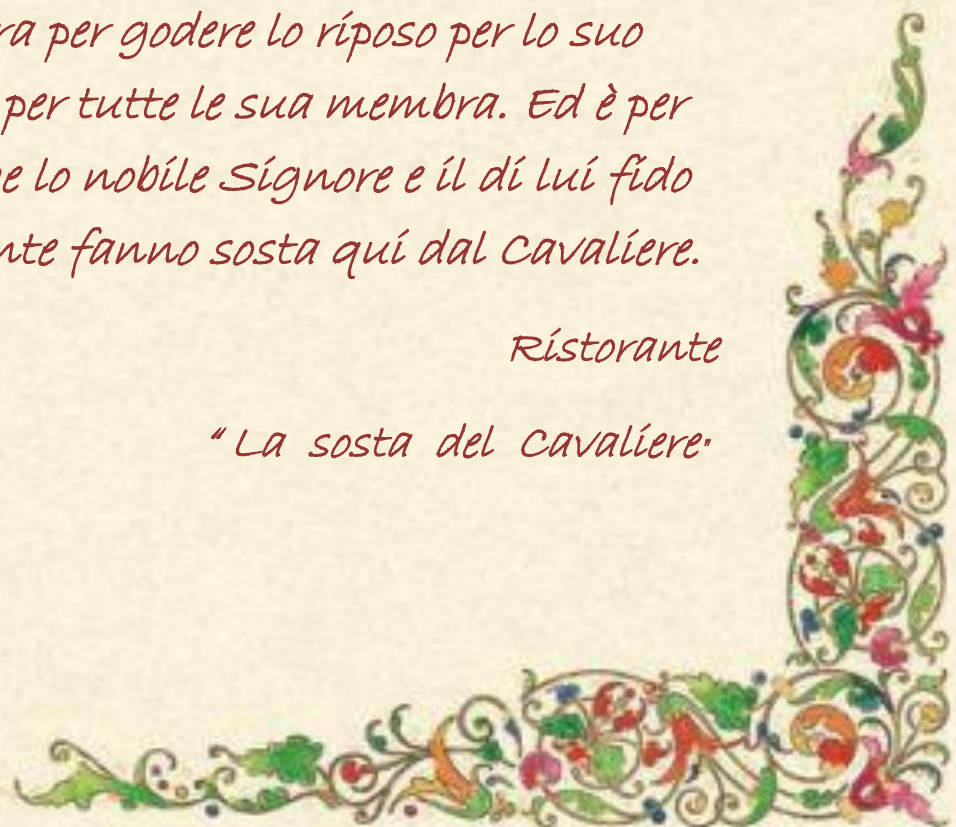 per godere lo riposo per lo suo
per tutte le sua membra. Ed è per
lo nobile Signore e il di lui fido
fanno sosta qui dal Cavaliere.
Ristorante
“La sosta del Cavaliere"